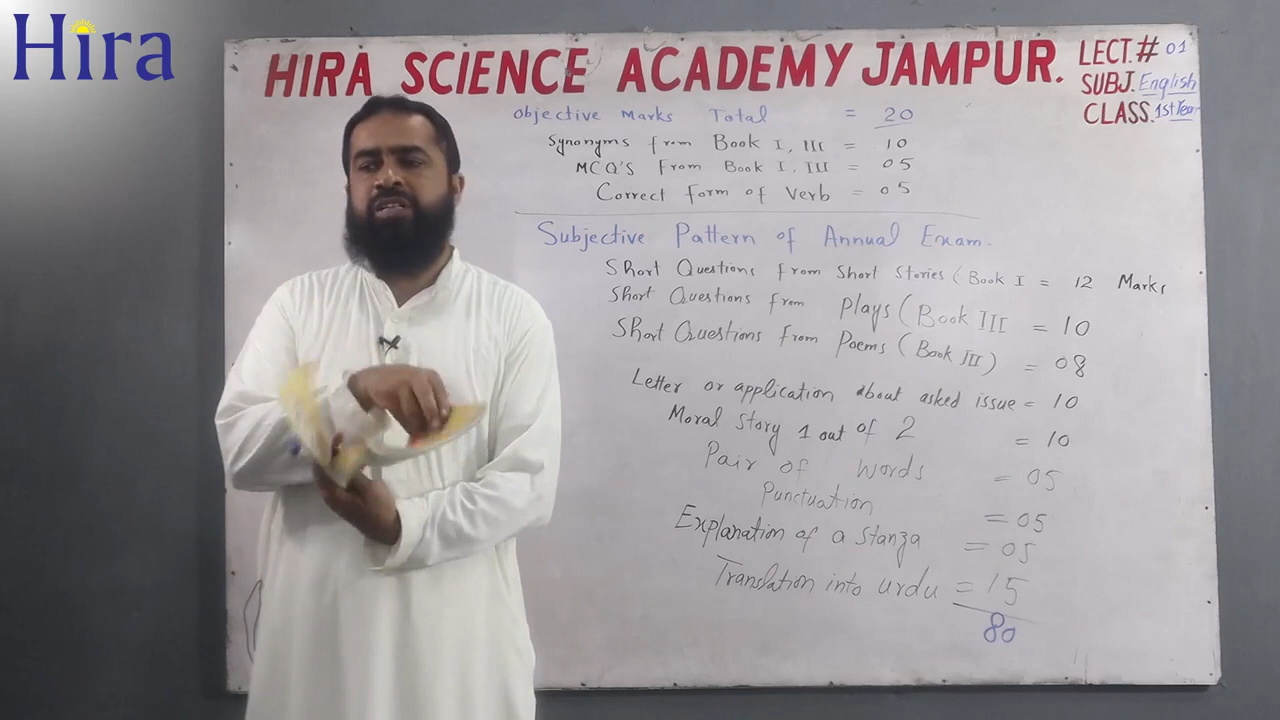 Hira
HIRA SCIENCE ACADEMY JAMPUR.
LECT.# 01
SUBJ. English
CLASS. 1st Year
Objective Marks Total = 20
Synonyms from Book I, III = 10
MCQ'S From Book I, III = 05
Correct form of Verb = 05
Subjective Pattern of Annual Exam.
Short Questions from Short Stories (Book I = 12 Marks
Short Questions from Plays (Book III = 10
Short Questions from Poems (Book III) = 08
Letter or application about asked issue = 10
Moral Story 1 out of 2 = 10
Pair of Words = 05
Punctuation = 05
Explanation of a Stanza = 05
Translation into urdu = 15
80